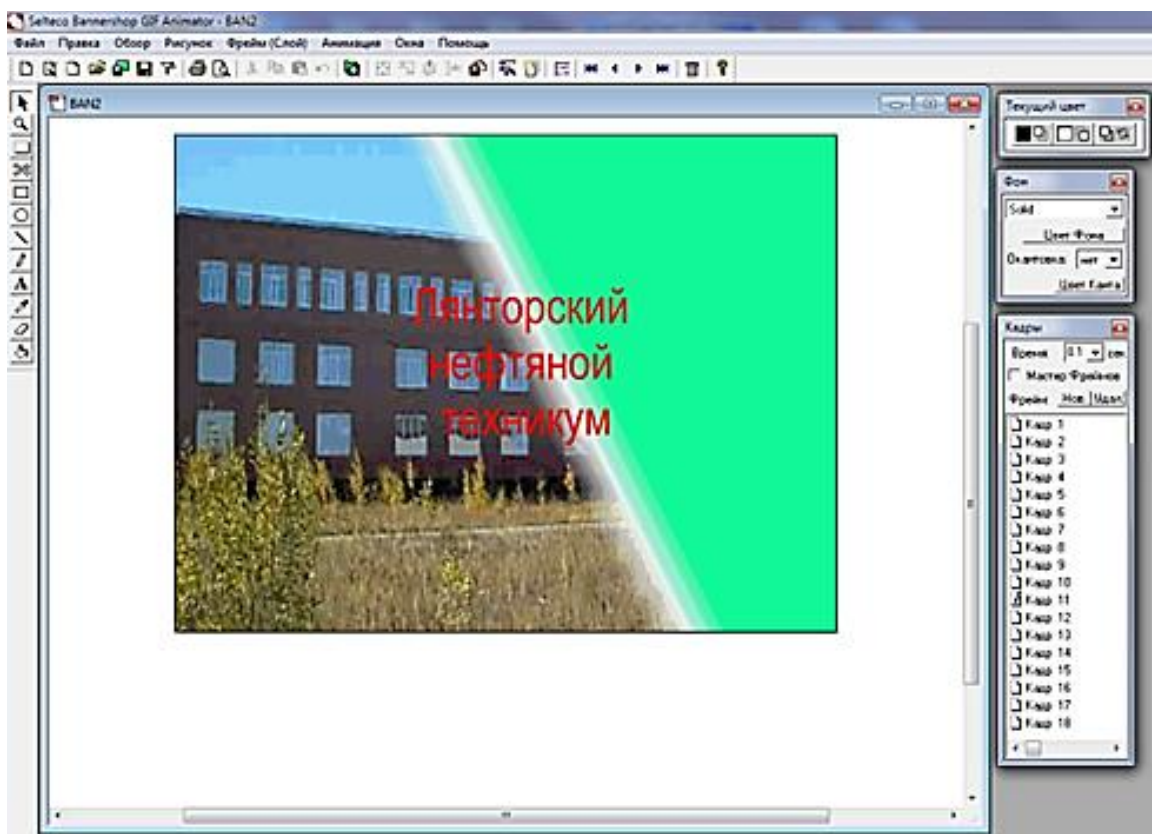 Selteco Bannershop GIF Animator - BAN2
Файл Правка Обзор Рисунок Фрейм (Слой) Анимация Окна Помощь
BAN2
Лянторский
нефтяной
техникум
Текущий цвет
Фон
Solid
Цвет Фона
Окантовка: нет
Цвет Канта
Кадры
Время: 0.1 сек
Мастер Фреймов
Фрейм: Нов. Удал.
Кадр 1
Кадр 2
Кадр 3
Кадр 4
Кадр 5
Кадр 6
Кадр 7
Кадр 8
Кадр 9
Кадр 10
Кадр 11
Кадр 12
Кадр 13
Кадр 14
Кадр 15
Кадр 16
Кадр 17
Кадр 18